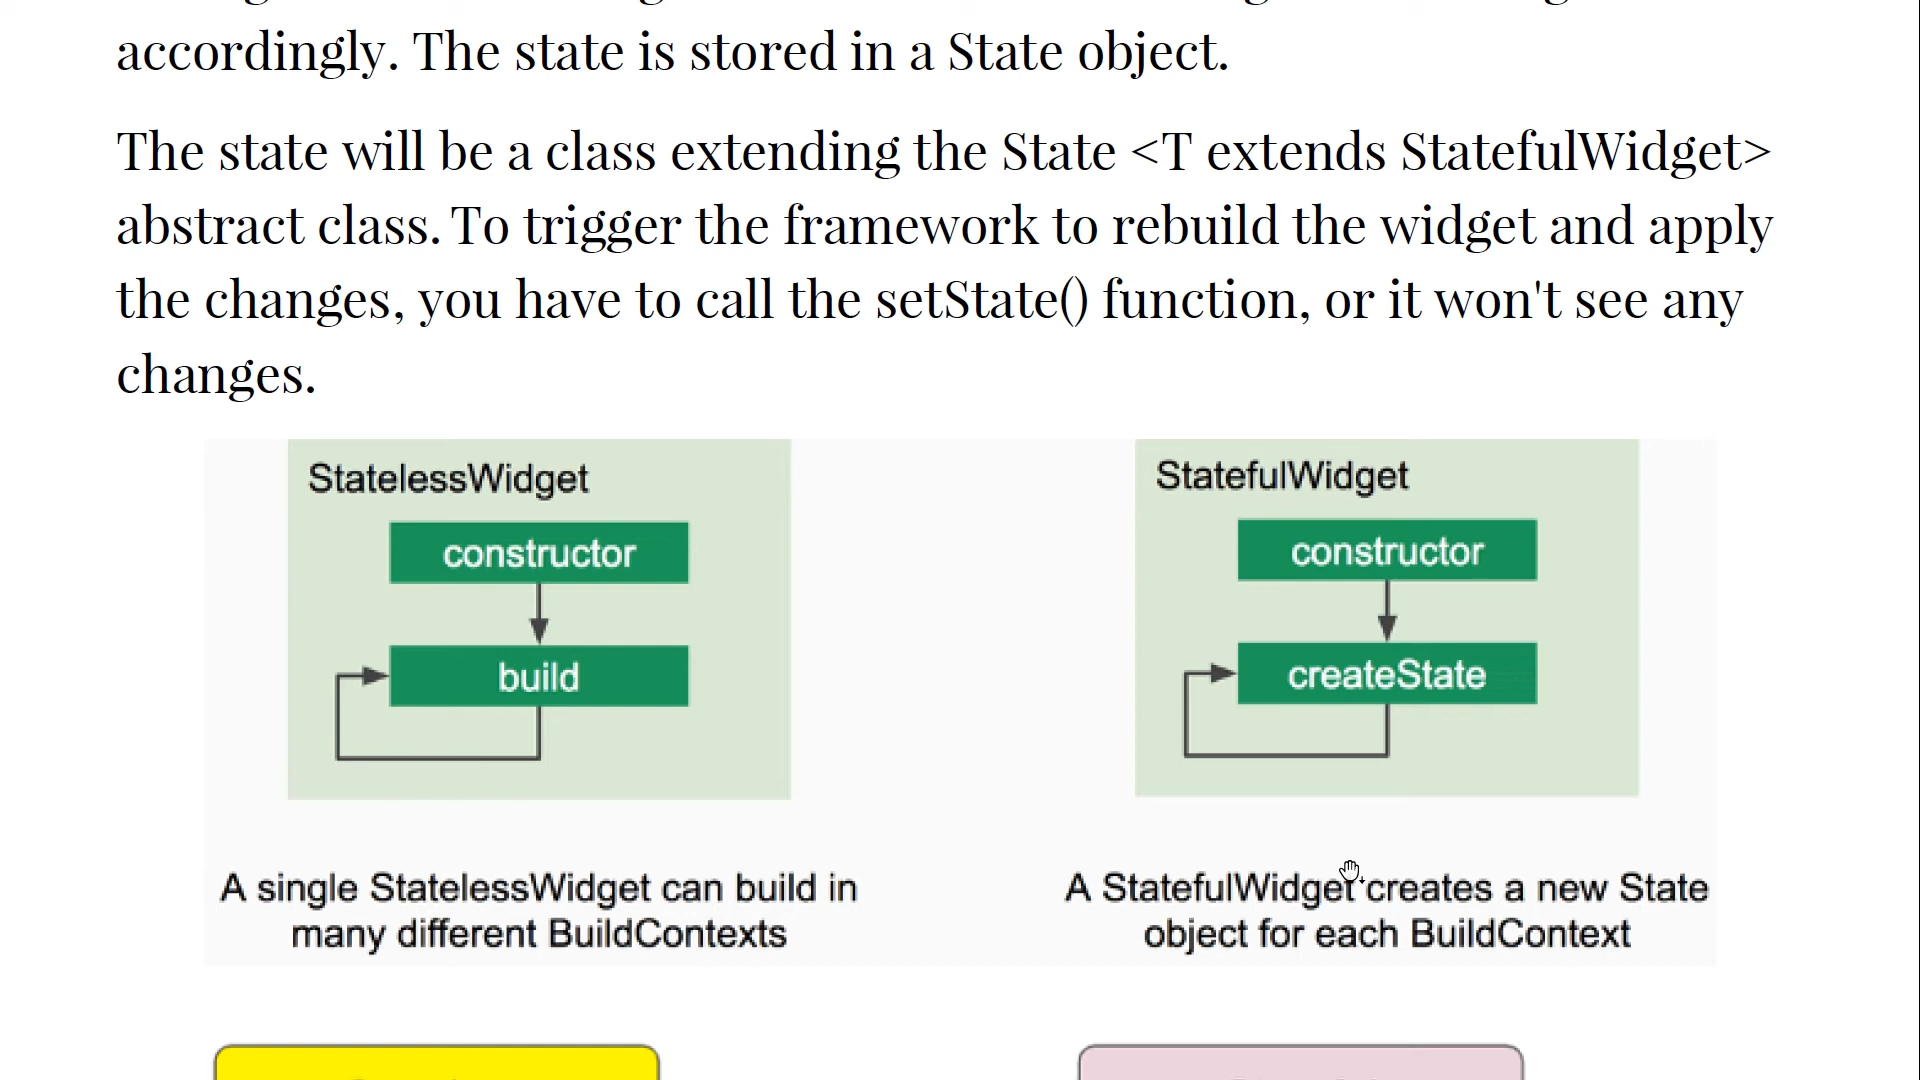 accordingly. The state is stored in a State object.
The state will be a class extending the State <T extends StatefulWidget>
abstract class. To trigger the framework to rebuild the widget and apply
the changes, you have to call the setState() function, or it won't see any
changes.
StatelessWidget
constructor
build
A single StatelessWidget can build in
many different BuildContexts
StatefulWidget
constructor
createState
A StatefulWidget creates a new State
object for each BuildContext